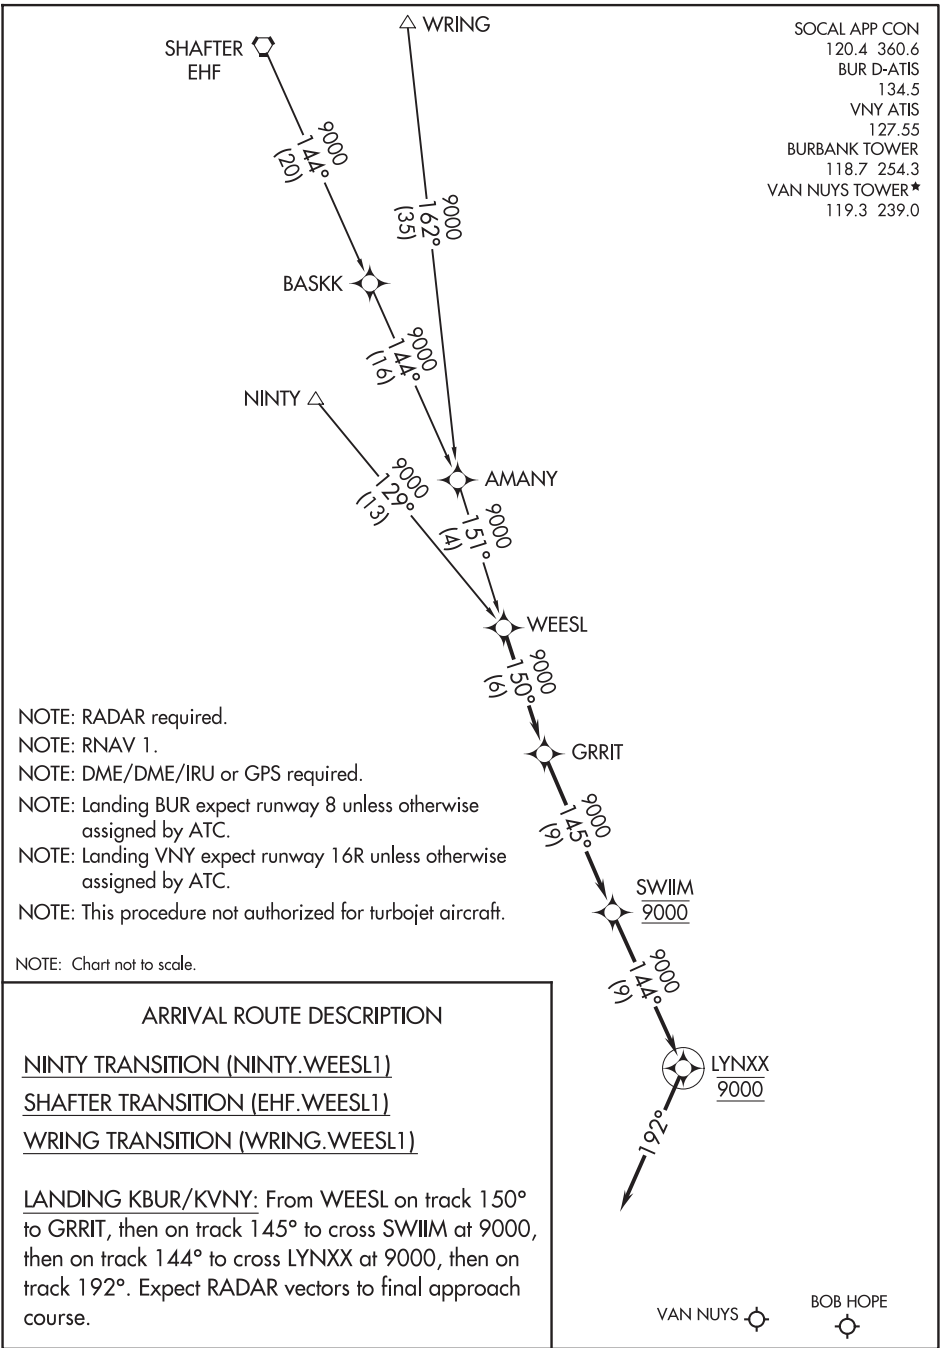 WRING
SHAFTER
EHF
SOCAL APP CON
120.4 360.6
BUR D-ATIS
134.5
VNY ATIS
127.55
BURBANK TOWER
118.7 254.3
VAN NUYS TOWER★
119.3 239.0
9000
144°
(20)
9000
162°
(35)
BASKK
9000
144°
(16)
NINTY
9000
129°
(13)
AMANY
9000
151°
(4)
WEESL
9000
150°
(6)
GRRIT
9000
145°
(9)
SWIIM
9000
9000
144°
(9)
LYNXX
9000
192°
NOTE: RADAR required.
NOTE: RNAV 1.
NOTE: DME/DME/IRU or GPS required.
NOTE: Landing BUR expect runway 8 unless otherwise
assigned by ATC.
NOTE: Landing VNY expect runway 16R unless otherwise
assigned by ATC.
NOTE: This procedure not authorized for turbojet aircraft.
NOTE: Chart not to scale.
ARRIVAL ROUTE DESCRIPTION
NINTY TRANSITION (NINTY.WEESL1)
SHAFTER TRANSITION (EHF.WEESL1)
WRING TRANSITION (WRING.WEESL1)
LANDING KBUR/KVNY: From WEESL on track 150°
to GRRIT, then on track 145° to cross SWIIM at 9000,
then on track 144° to cross LYNXX at 9000, then on
track 192°. Expect RADAR vectors to final approach
course.
VAN NUYS
BOB HOPE